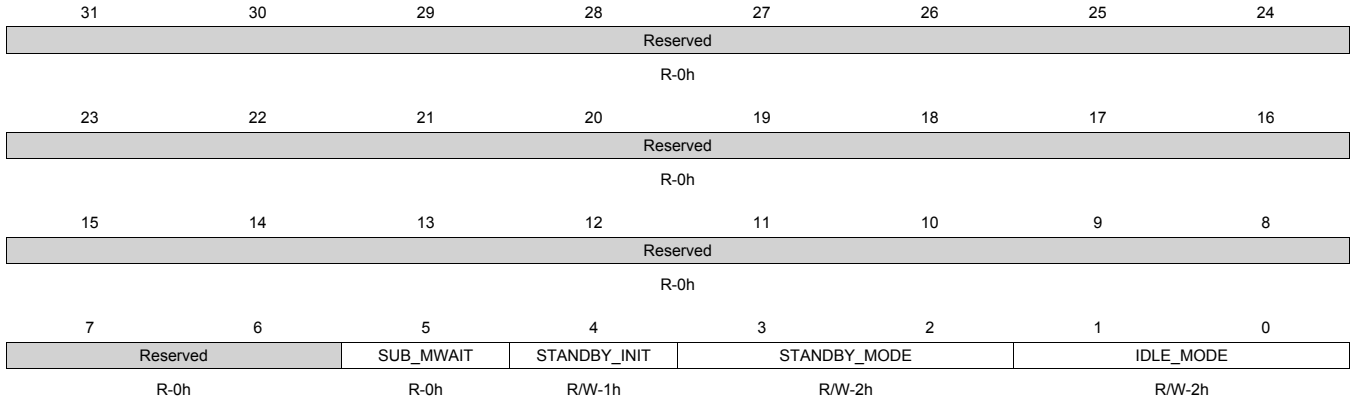 31 30 29 28 27 26 25 24
Reserved
R-0h
23 22 21 20 19 18 17 16
Reserved
R-0h
15 14 13 12 11 10 9 8
Reserved
R-0h
7 6 5 4 3 2 1 0
Reserved SUB_MWAIT STANDBY_INIT STANDBY_MODE IDLE_MODE
R-0h R-0h R/W-1h R/W-2h R/W-2h